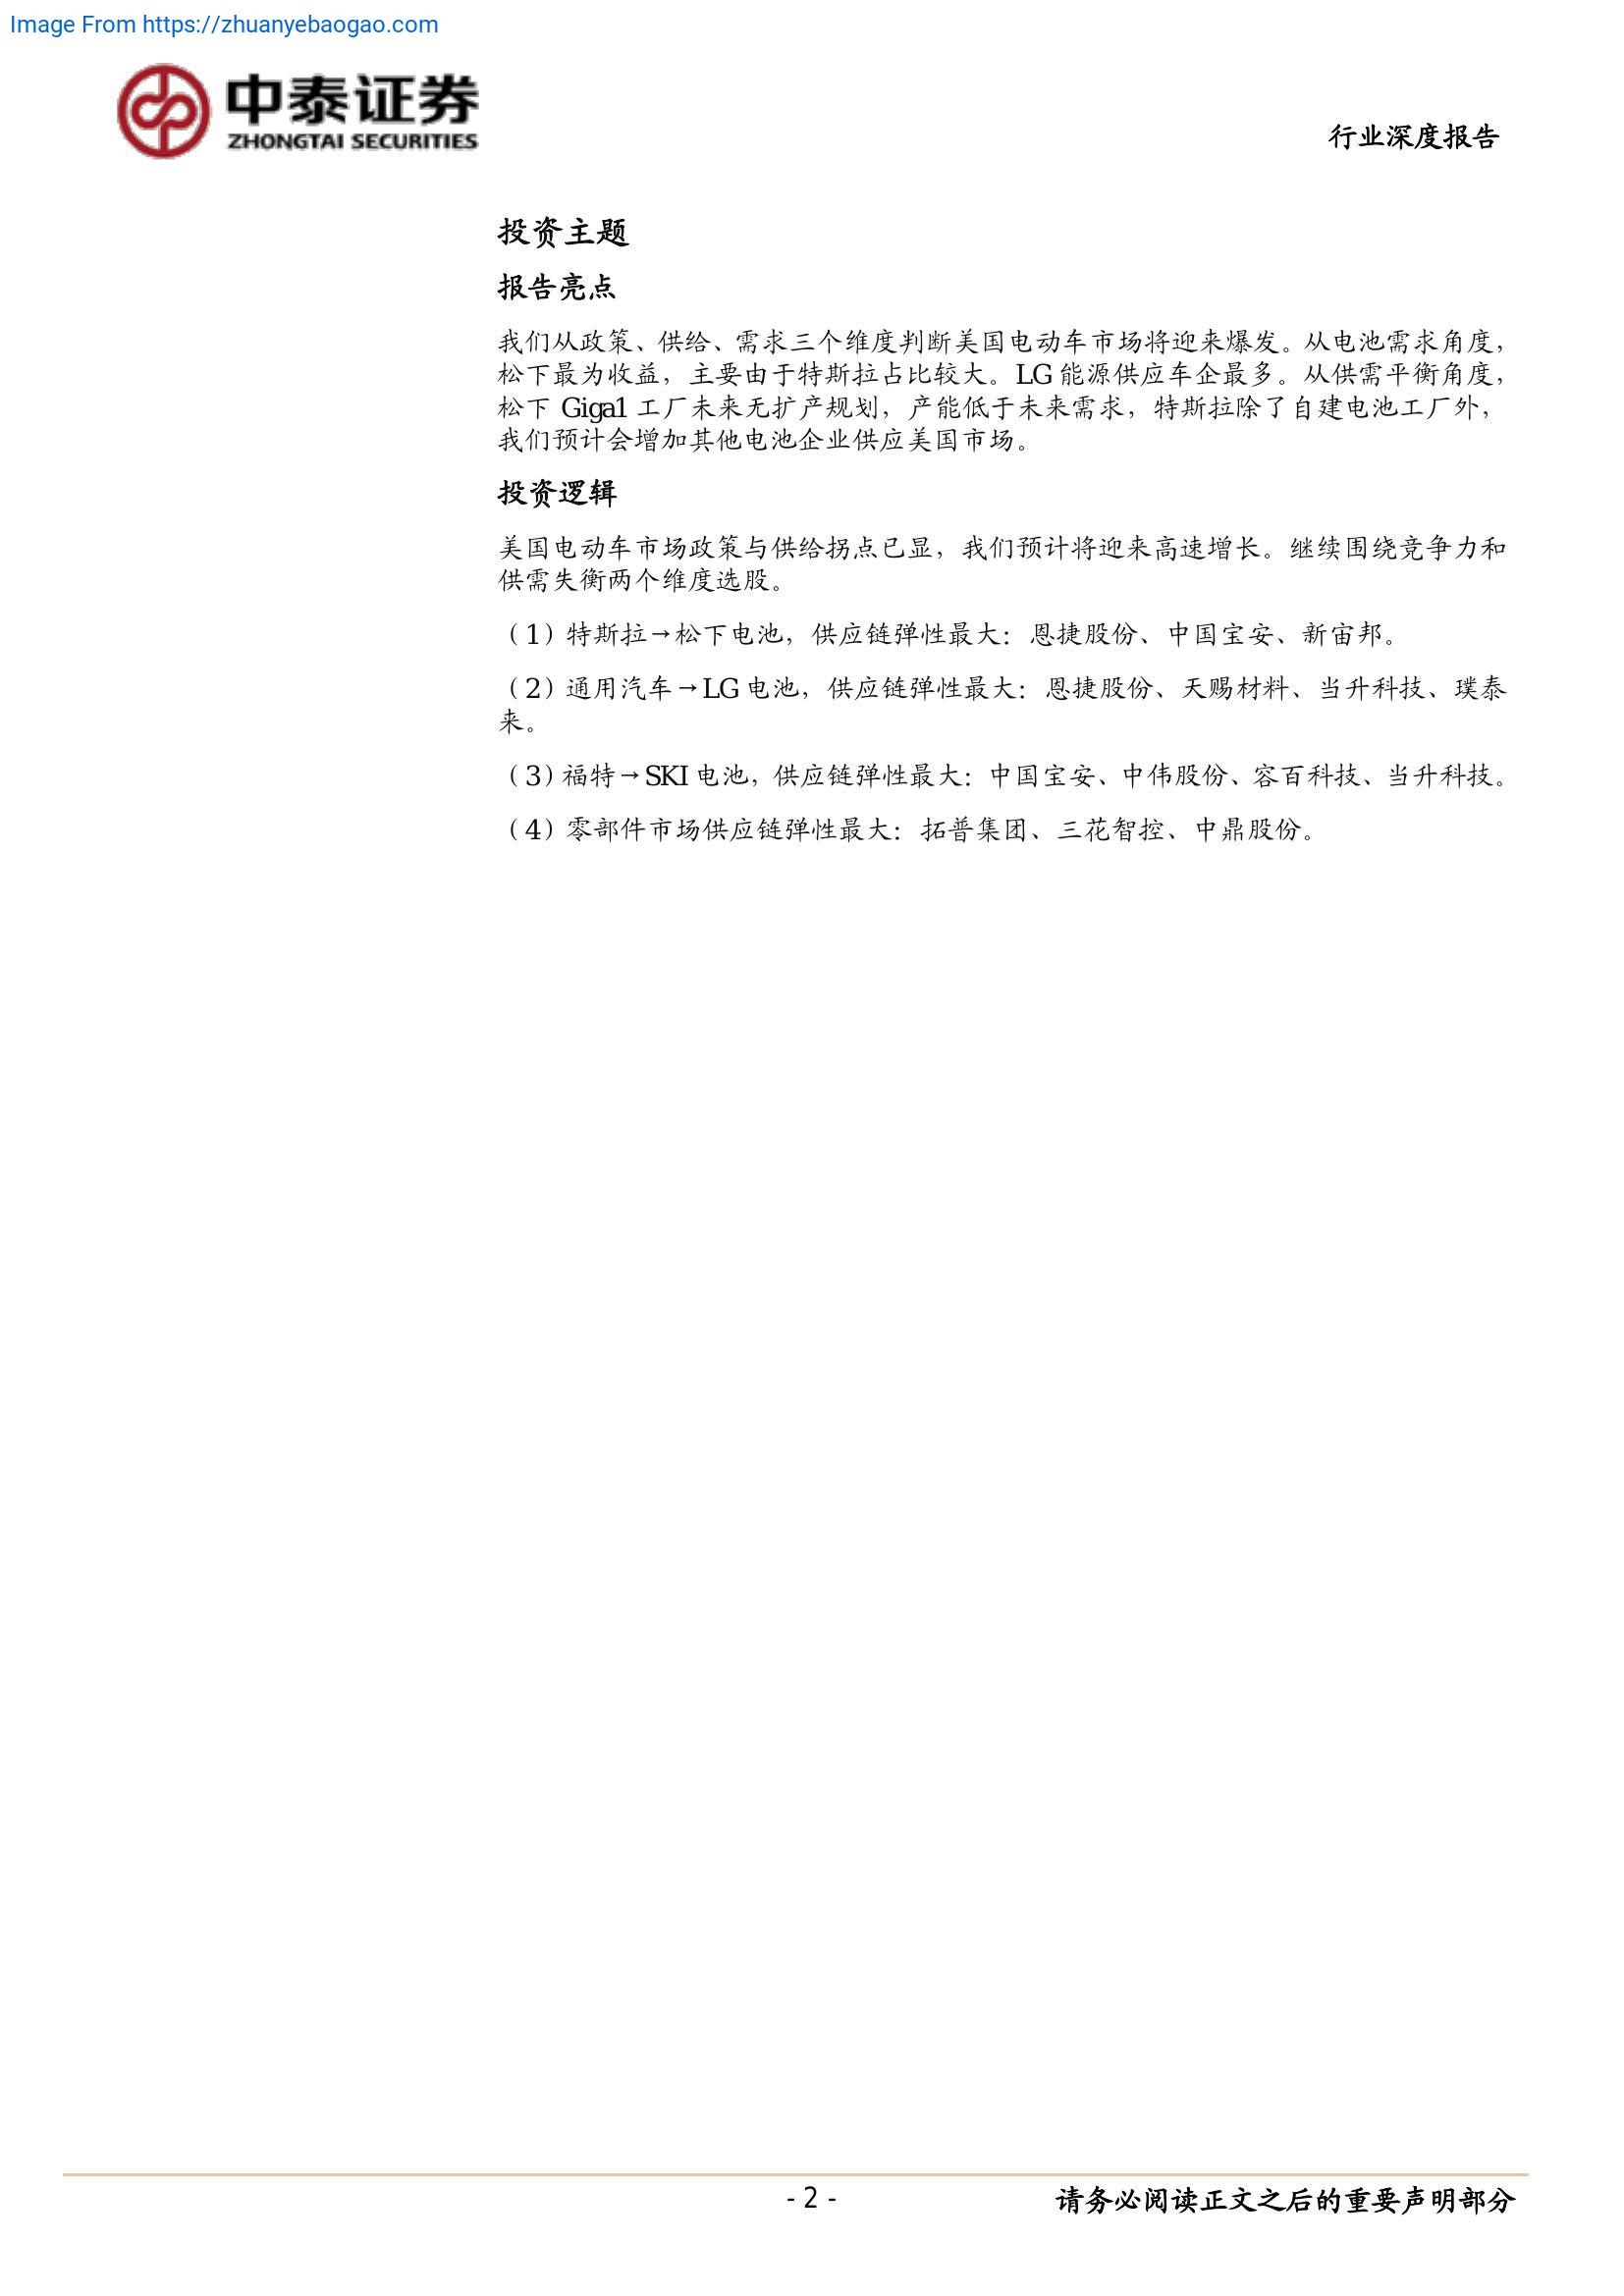 Image From https://zhuanyebaogao.com
中泰证券
ZHONGTAI SECURITIES
行业深度报告
投资主题
报告亮点
我们从政策、供给、需求三个维度判断美国电动车市场将迎来爆发。从电池需求角度，
松下最为收益，主要由于特斯拉占比较大。LG 能源供应车企最多。从供需平衡角度，
松下 Giga1 工厂未来无扩产规划，产能低于未来需求，特斯拉除了自建电池工厂外，
我们预计会增加其他电池企业供应美国市场。
投资逻辑
美国电动车市场政策与供给拐点已显，我们预计将迎来高速增长。继续围绕竞争力和
供需失衡两个维度选股。
（1）特斯拉→松下电池，供应链弹性最大：恩捷股份、中国宝安、新宙邦。
（2）通用汽车→LG 电池，供应链弹性最大：恩捷股份、天赐材料、当升科技、璞泰
来。
（3）福特→SKI 电池，供应链弹性最大：中国宝安、中伟股份、容百科技、当升科技。
（4）零部件市场供应链弹性最大：拓普集团、三花智控、中鼎股份。
- 2 -
请务必阅读正文之后的重要声明部分